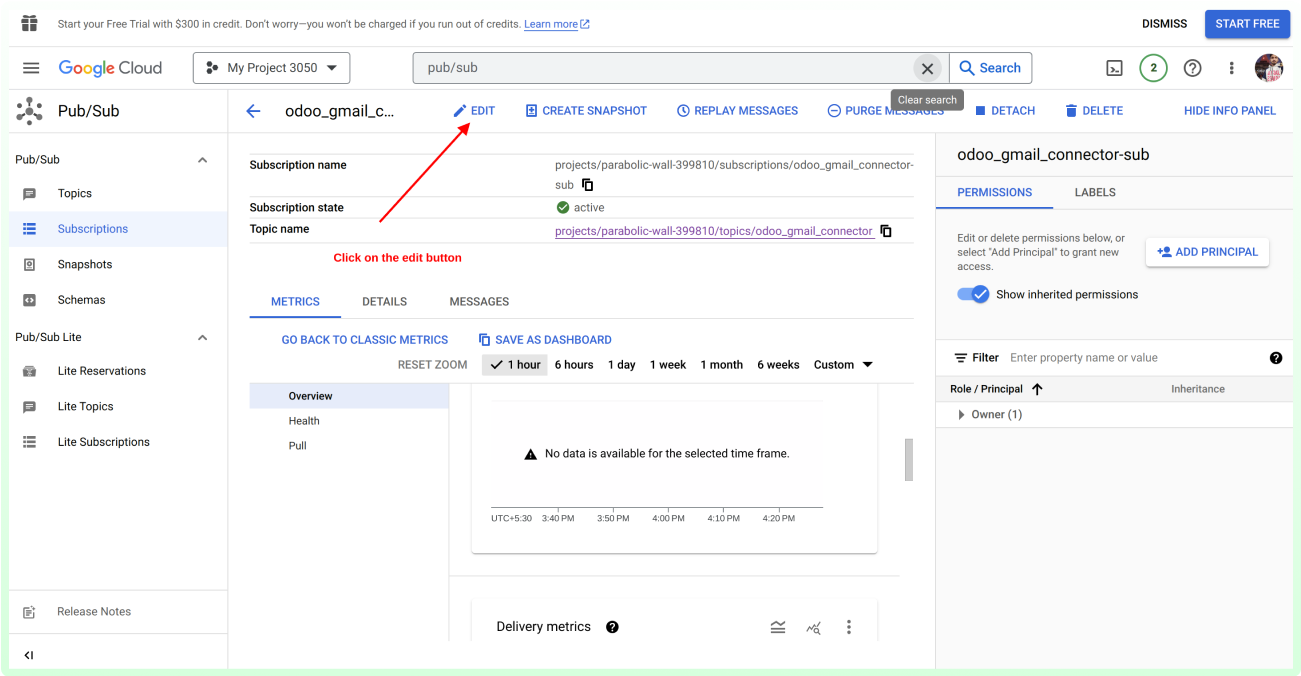 Start your Free Trial with $300 in credit. Don't worry—you won't be charged if you run out of credits. Learn more
DISMISS
START FREE
Google Cloud
My Project 3050
pub/sub
Search
2
Clear search
Pub/Sub
odoo_gmail_c...
EDIT
CREATE SNAPSHOT
REPLAY MESSAGES
PURGE MESSAGES
DETACH
DELETE
HIDE INFO PANEL
Pub/Sub
Topics
Subscriptions
Snapshots
Schemas
Pub/Sub Lite
Lite Reservations
Lite Topics
Lite Subscriptions
Release Notes
Subscription name
projects/parabolic-wall-399810/subscriptions/odoo_gmail_connector-
sub
Subscription state
active
Topic name
projects/parabolic-wall-399810/topics/odoo_gmail_connector
Click on the edit button
METRICS
DETAILS
MESSAGES
GO BACK TO CLASSIC METRICS
SAVE AS DASHBOARD
RESET ZOOM
1 hour
6 hours
1 day
1 week
1 month
6 weeks
Custom
Overview
Health
Pull
No data is available for the selected time frame.
UTC+5:30
3:40 PM
3:50 PM
4:00 PM
4:10 PM
4:20 PM
Delivery metrics
odoo_gmail_connector-sub
PERMISSIONS
LABELS
Edit or delete permissions below, or
select "Add Principal" to grant new
access.
ADD PRINCIPAL
Show inherited permissions
Filter
Enter property name or value
Role / Principal
Inheritance
Owner (1)